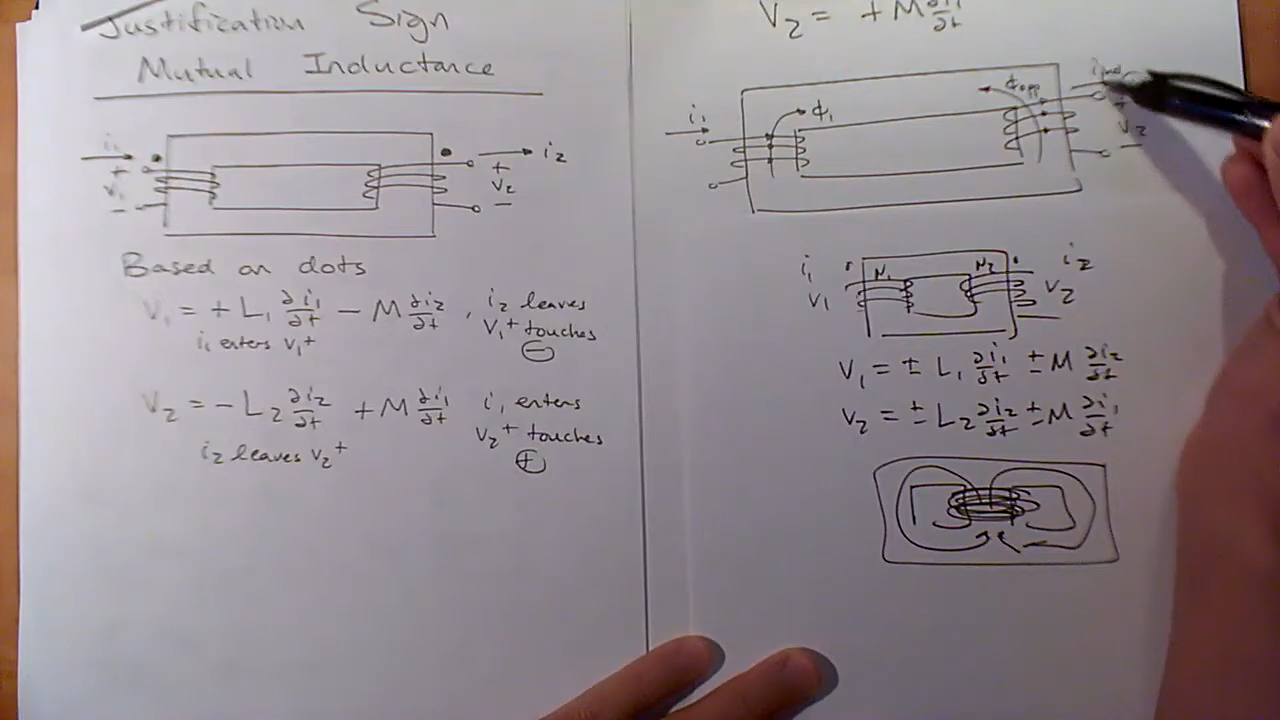 Justification Sign
Mutual Inductance
i₁
i₂
+
V₁
−
+
V₂
−
Based on dots
V₁ = + L₁ ∂i₁/∂t − M ∂i₂/∂t , i₂ leaves
i₁ enters V₁⁺
V₁⁺ touches
⊖
V₂ = − L₂ ∂i₂/∂t + M ∂i₁/∂t
i₁ enters
i₂ leaves V₂⁺
V₂⁺ touches
⊕
V₂ = + M ∂i₁/∂t
i₁
ϕ₁
ϕopp
+
V₂
−
i₁
N₁
N₂
i₂
V₁
V₂
V₁ = ± L₁ ∂i₁/∂t ± M ∂i₂/∂t
V₂ = ± L₂ ∂i₂/∂t ± M ∂i₁/∂t